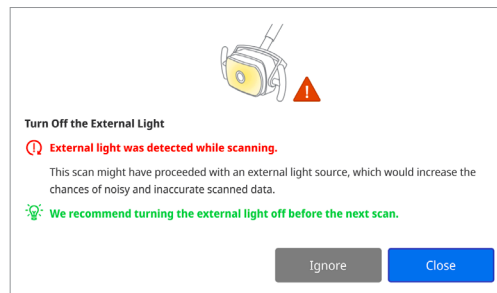 Turn Off the External Light
External light was detected while scanning.
This scan might have proceeded with an external light source, which would increase the
chances of noisy and inaccurate scanned data.
We recommend turning the external light off before the next scan.
Ignore
Close